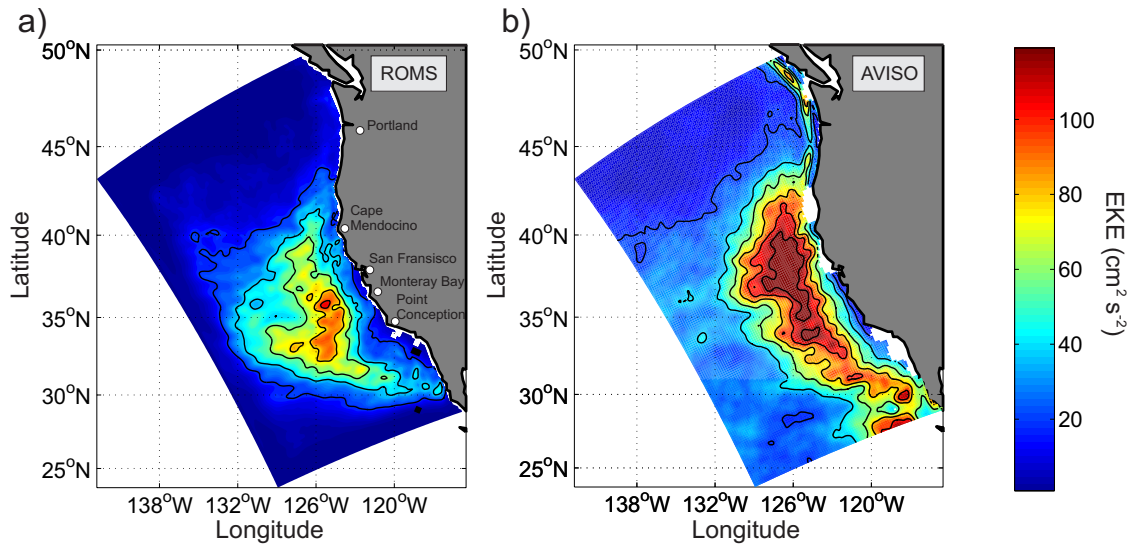 a)
ROMS
50°N
45°N
40°N
35°N
30°N
25°N
Latitude
Portland
Cape
Mendocino
San Fransisco
Monteray Bay
Point
Conception
138°W 132°W 126°W 120°W
Longitude
b)
AVISO
50°N
45°N
40°N
35°N
30°N
25°N
Latitude
138°W 132°W 126°W 120°W
Longitude
100
80
60
40
20
EKE (cm² s⁻²)